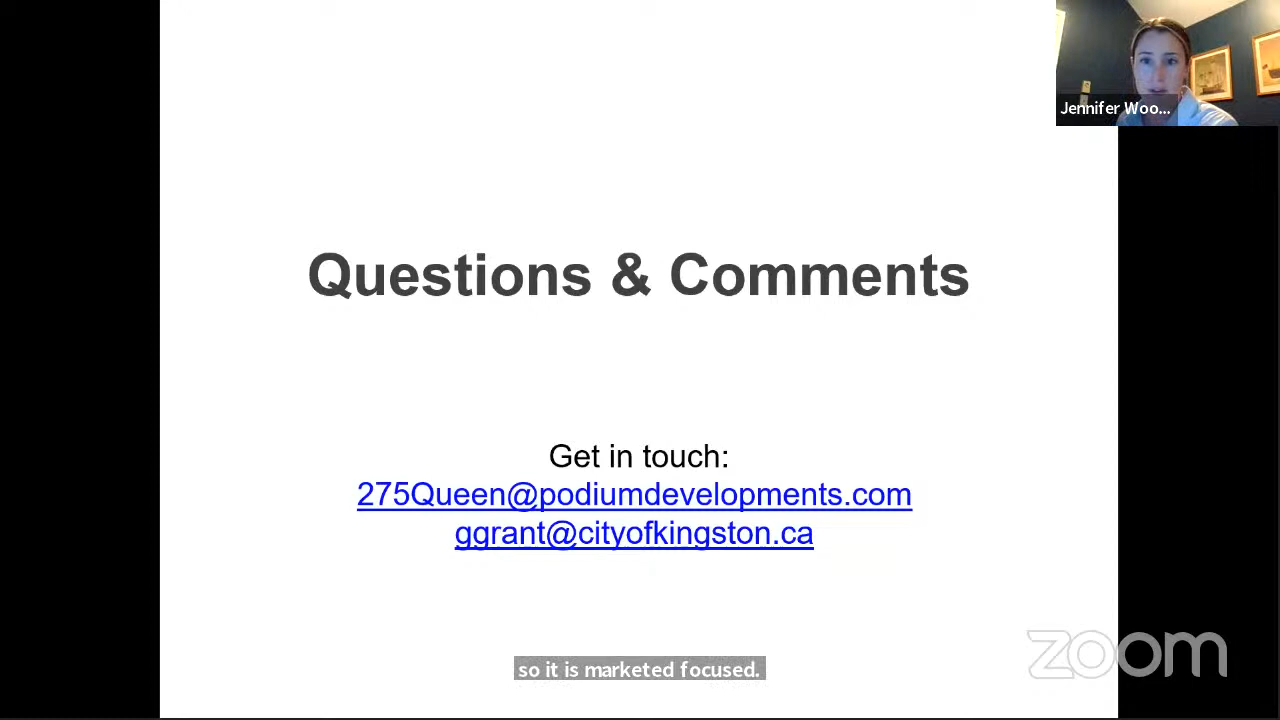 Jennifer Woo...
Questions & Comments
Get in touch:
275Queen@podiumdevelopments.com
ggrant@cityofkingston.ca
so it is marketed focused.
zoom